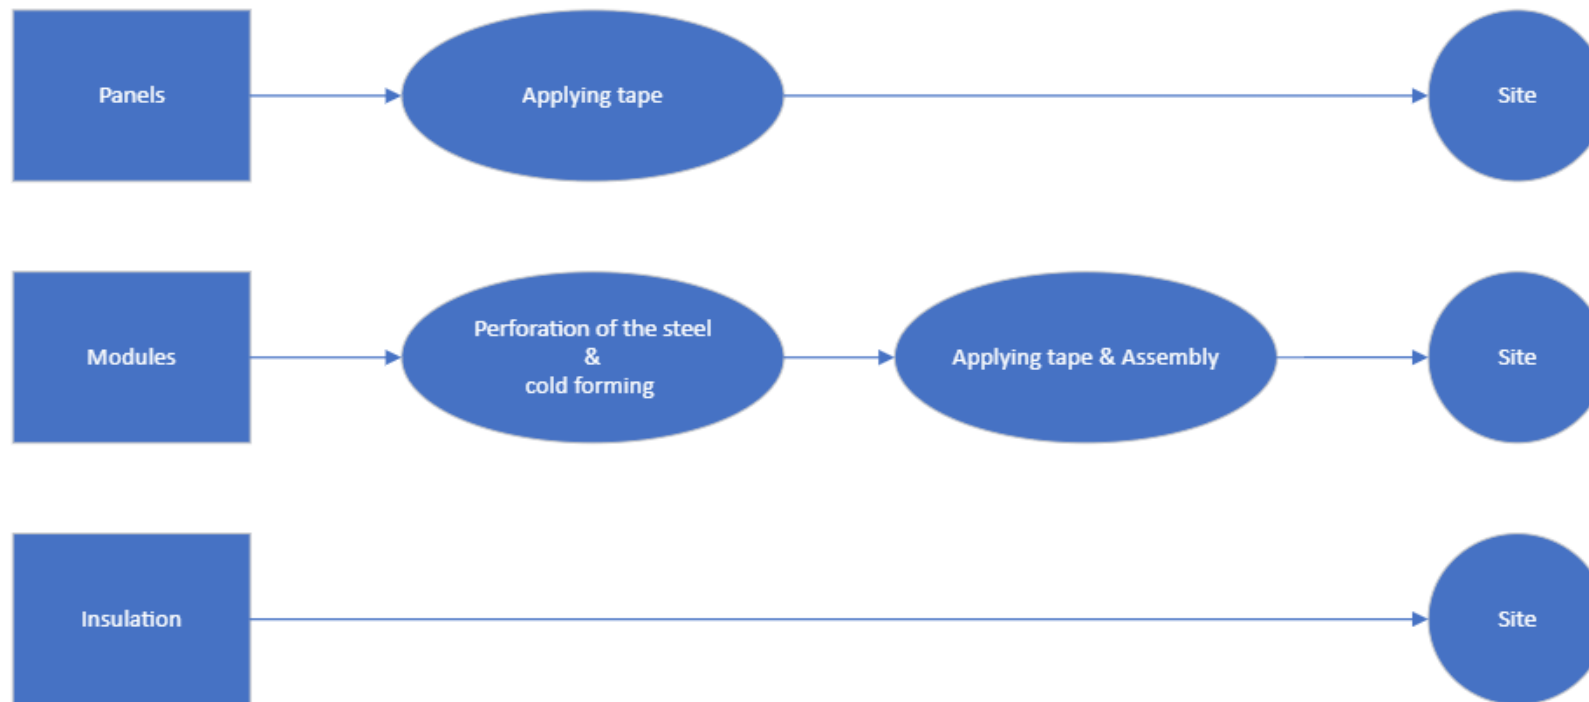 Panels
Applying tape
Site
Modules
Perforation of the steel
&
cold forming
Applying tape & Assembly
Site
Insulation
Site